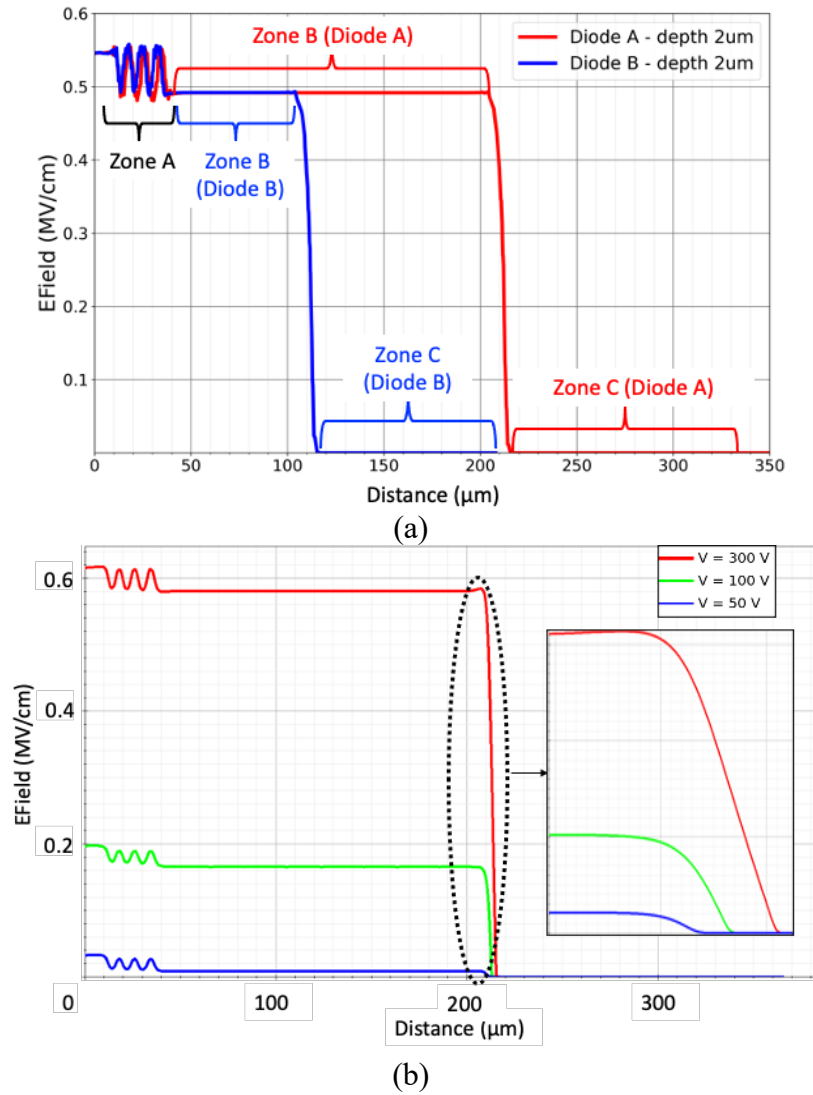 0.6
Zone B (Diode A)
Diode A - depth 2um
Diode B - depth 2um
0.5
Zone A
Zone B
(Diode B)
0.4
0.3
0.2
0.1
EField (MV/cm)
Zone C
(Diode B)
Zone C (Diode A)
0
50
100
150
200
250
300
350
Distance (μm)
(a)
V = 300 V
V = 100 V
V = 50 V
0.6
0.4
0.2
EField (MV/cm)
0
100
200
300
Distance (μm)
(b)